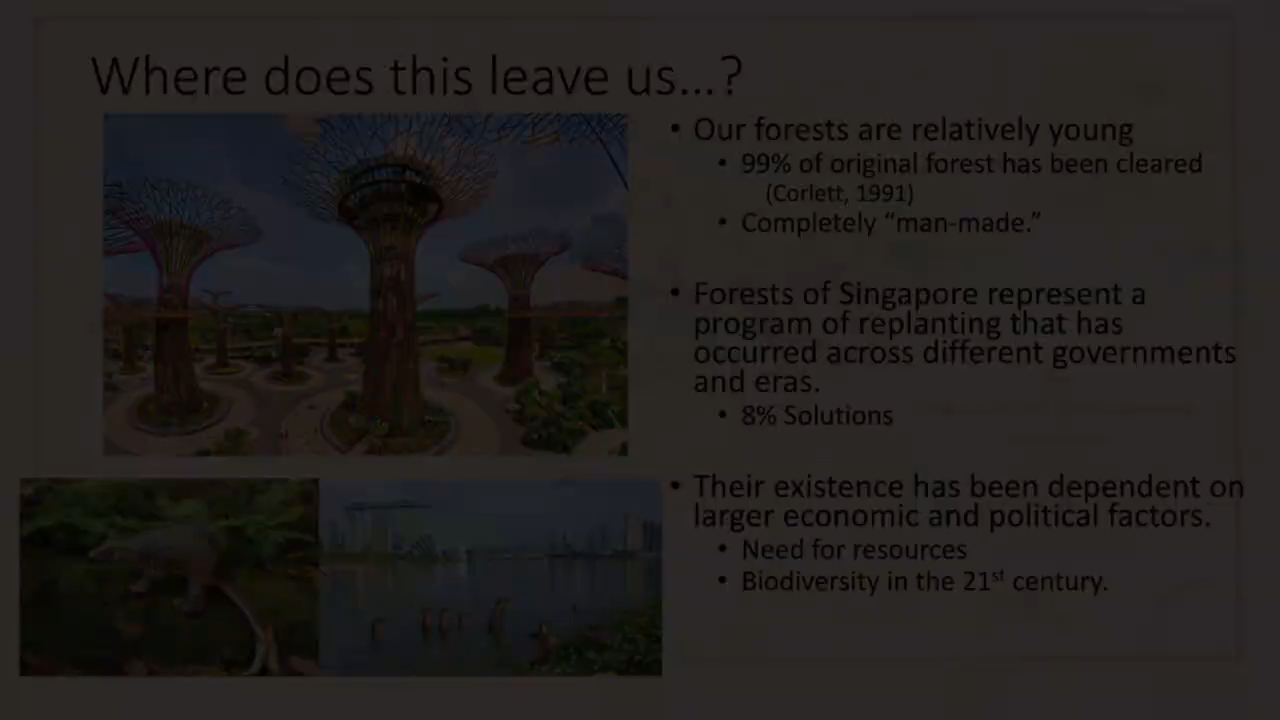 Where does this leave us...?
• Our forests are relatively young
• 99% of original forest has been cleared
(Corlett, 1991)
• Completely “man-made.”
• Forests of Singapore represent a
program of replanting that has
occurred across different governments
and eras.
• 8% Solutions
• Their existence has been dependent on
larger economic and political factors.
• Need for resources
• Biodiversity in the 21st century.